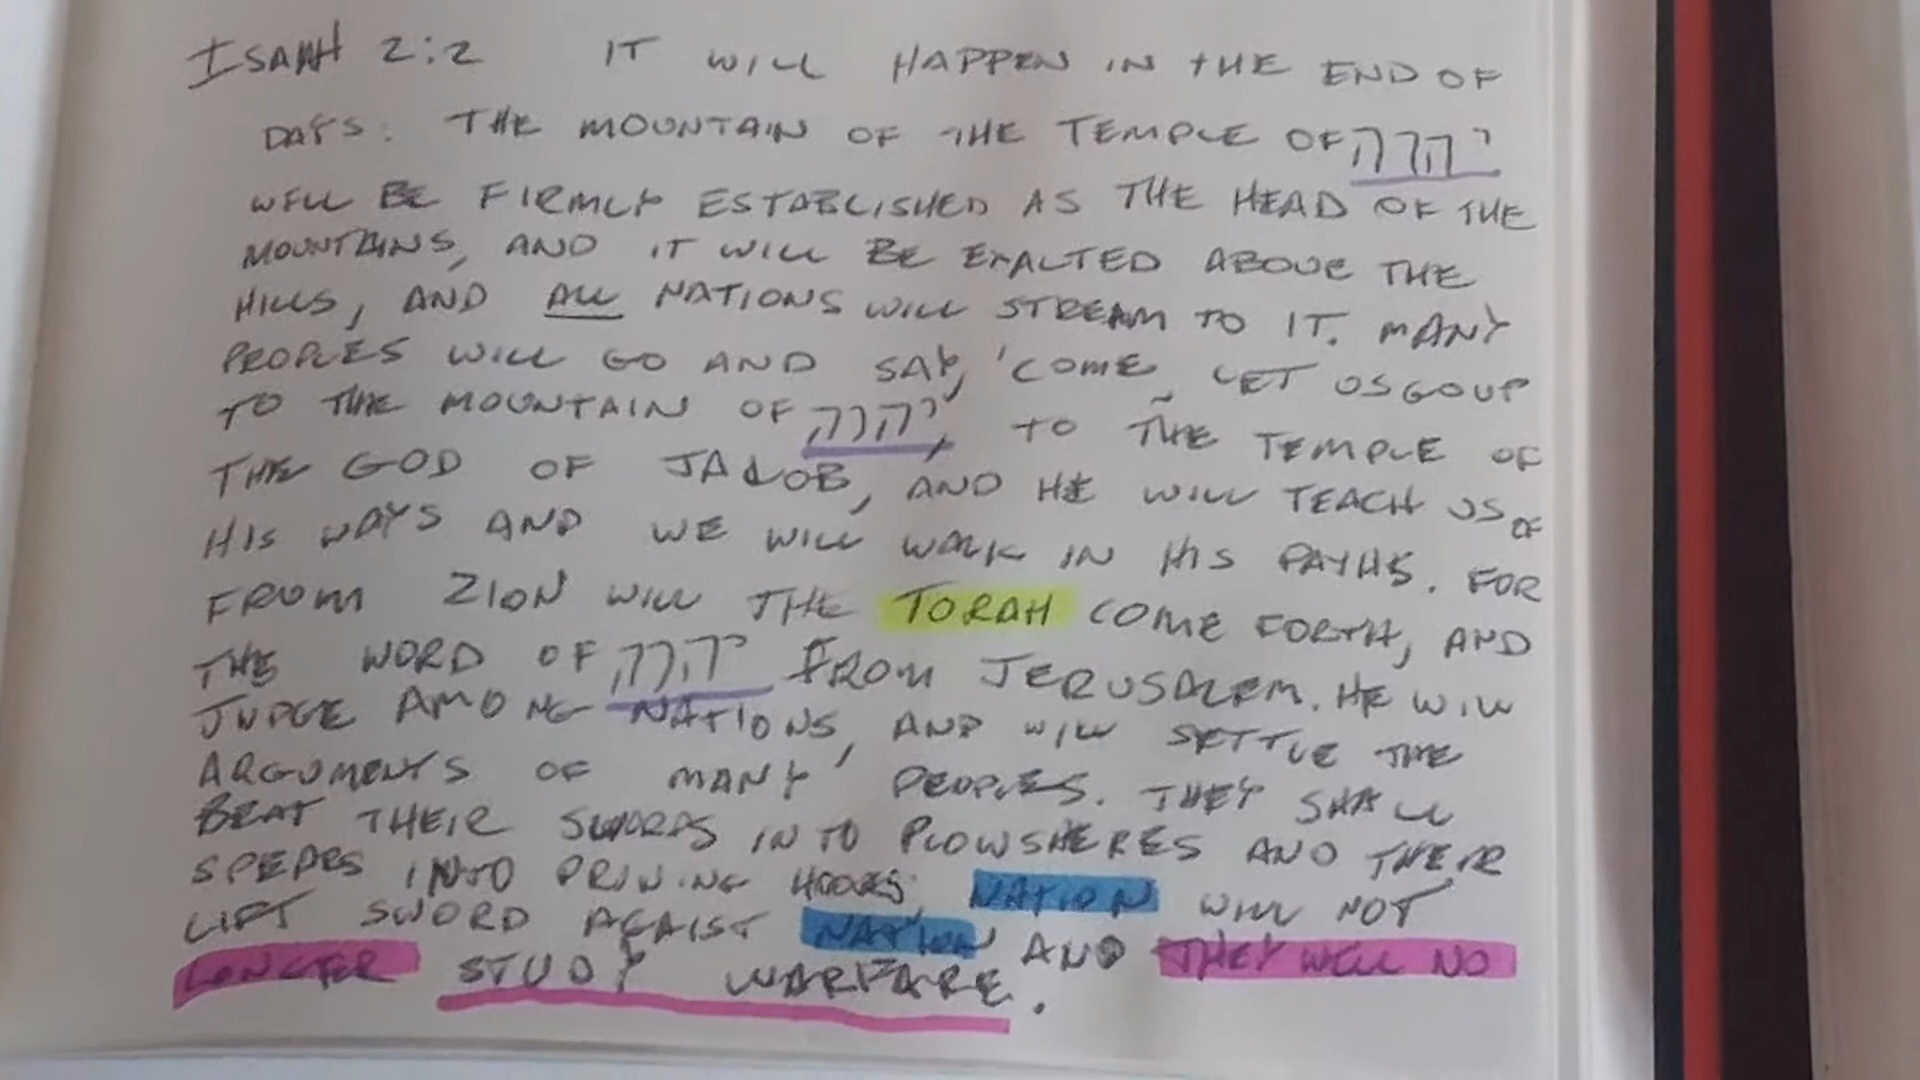 ISAIAH 2:2 IT WILL HAPPEN IN THE END OF
DAYS: THE MOUNTAIN OF THE TEMPLE OF יהוה
WILL BE FIRMLY ESTABLISHED AS THE HEAD OF THE
MOUNTAINS, AND IT WILL BE EXALTED ABOVE THE
HILLS, AND ALL NATIONS WILL STREAM TO IT. MANY
PEOPLES WILL GO AND SAY, 'COME, LET US GO UP
TO THE MOUNTAIN OF יהוה, TO THE TEMPLE OF
THE GOD OF JACOB, AND HE WILL TEACH US OF
HIS WAYS AND WE WILL WALK IN HIS PATHS. FOR
FROM ZION WILL THE TORAH COME FORTH, AND
THE WORD OF יהוה FROM JERUSALEM. HE WILL
JUDGE AMONG NATIONS, AND WILL SETTLE THE
ARGUMENTS OF MANY PEOPLES. THEY SHALL
BEAT THEIR SWORDS INTO PLOWSHERES AND THEIR
SPEARS INTO PRUNING HOOKS; NATION WILL NOT
LIFT SWORD AGAIST NATION AND THEY WELL NO
LONGER STUDY WARFARE.